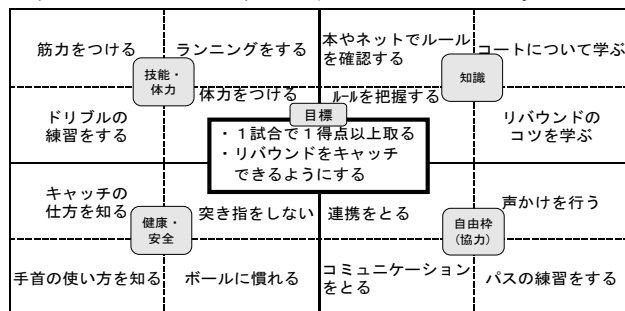 筋力をつける
ランニングをする
本やネットでルール
を確認する
コートについて学ぶ
技能・
体力
知識
ドリブルの
練習をする
体力をつける
ルールを把握する
リバウンドの
コツを学ぶ
目標
・１試合で１得点以上取る
・リバウンドをキャッチ
できるようにする
キャッチの
仕方を知る
突き指をしない
連携をとる
声かけを行う
健康・
安全
自由枠
(協力)
手首の使い方を知る
ボールに慣れる
コミュニケーション
をとる
パスの練習をする